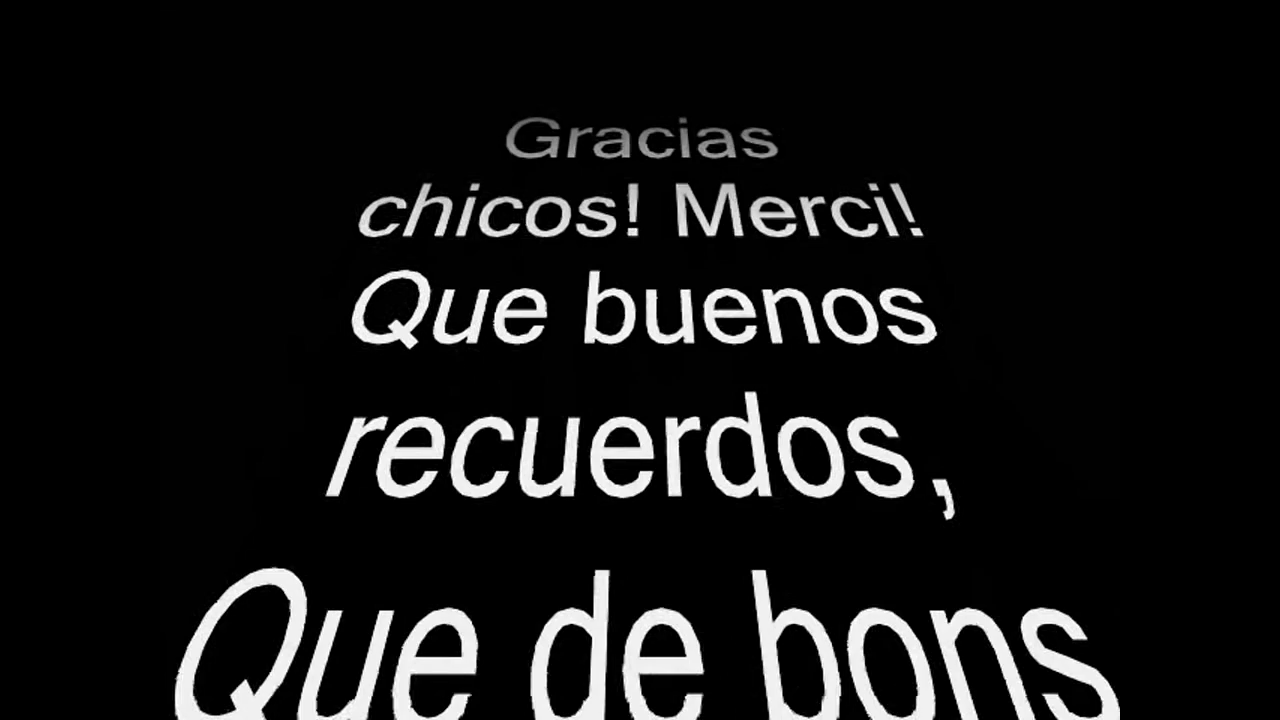 Gracias
chicos! Merci!
Que buenos
recuerdos,
Que de bons